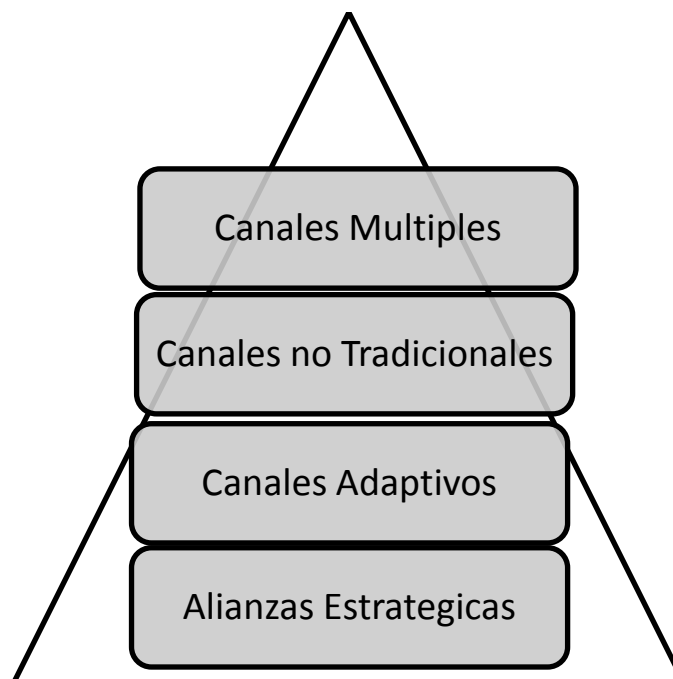 Canales Multiples
Canales no Tradicionales
Canales Adaptivos
Alianzas Estrategicas